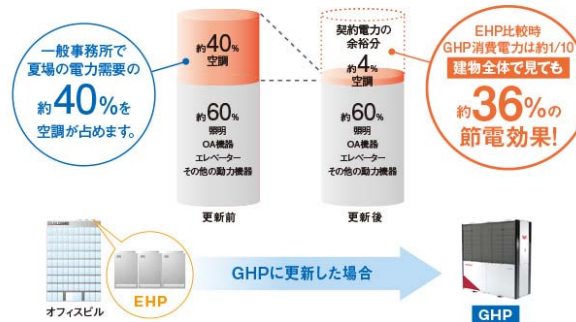 一般事務所で
夏場の電力需要の
約40%を
空調が占めます。
約40%
空調
約60%
照明
OA機器
エレベーター
その他の動力機器
更新前
契約電力の
余裕分
約4%
空調
約60%
照明
OA機器
エレベーター
その他の動力機器
更新後
EHP比較時
GHP消費電力は約1/10
建物全体で見ても
約36%の
節電効果!
オフィスビル
EHP
GHPに更新した場合
GHP